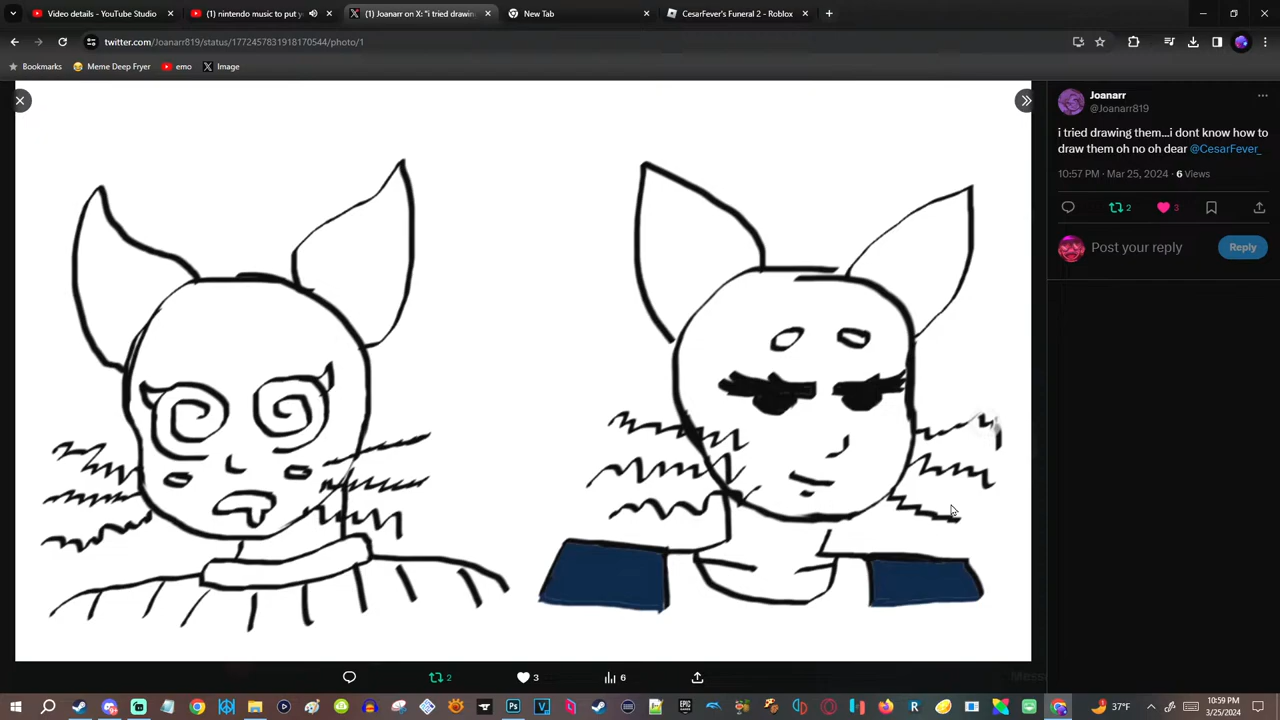 Video details - YouTube Studio
(1) nintendo music to put y
(1) Joanarr on X: "i tried drawin
New Tab
CesarFever's Funeral 2 - Roblox
twitter.com/Joanarr819/status/1772457831918170544/photo/1
Bookmarks
Meme Deep Fryer
emo
Image
Joanarr
@Joanarr819
i tried drawing them...i dont know how to
draw them oh no oh dear @CesarFever_
10:57 PM · Mar 25, 2024 · 6 Views
2
3
Post your reply
Reply
2
3
6
37°F
10:59 PM
3/25/2024